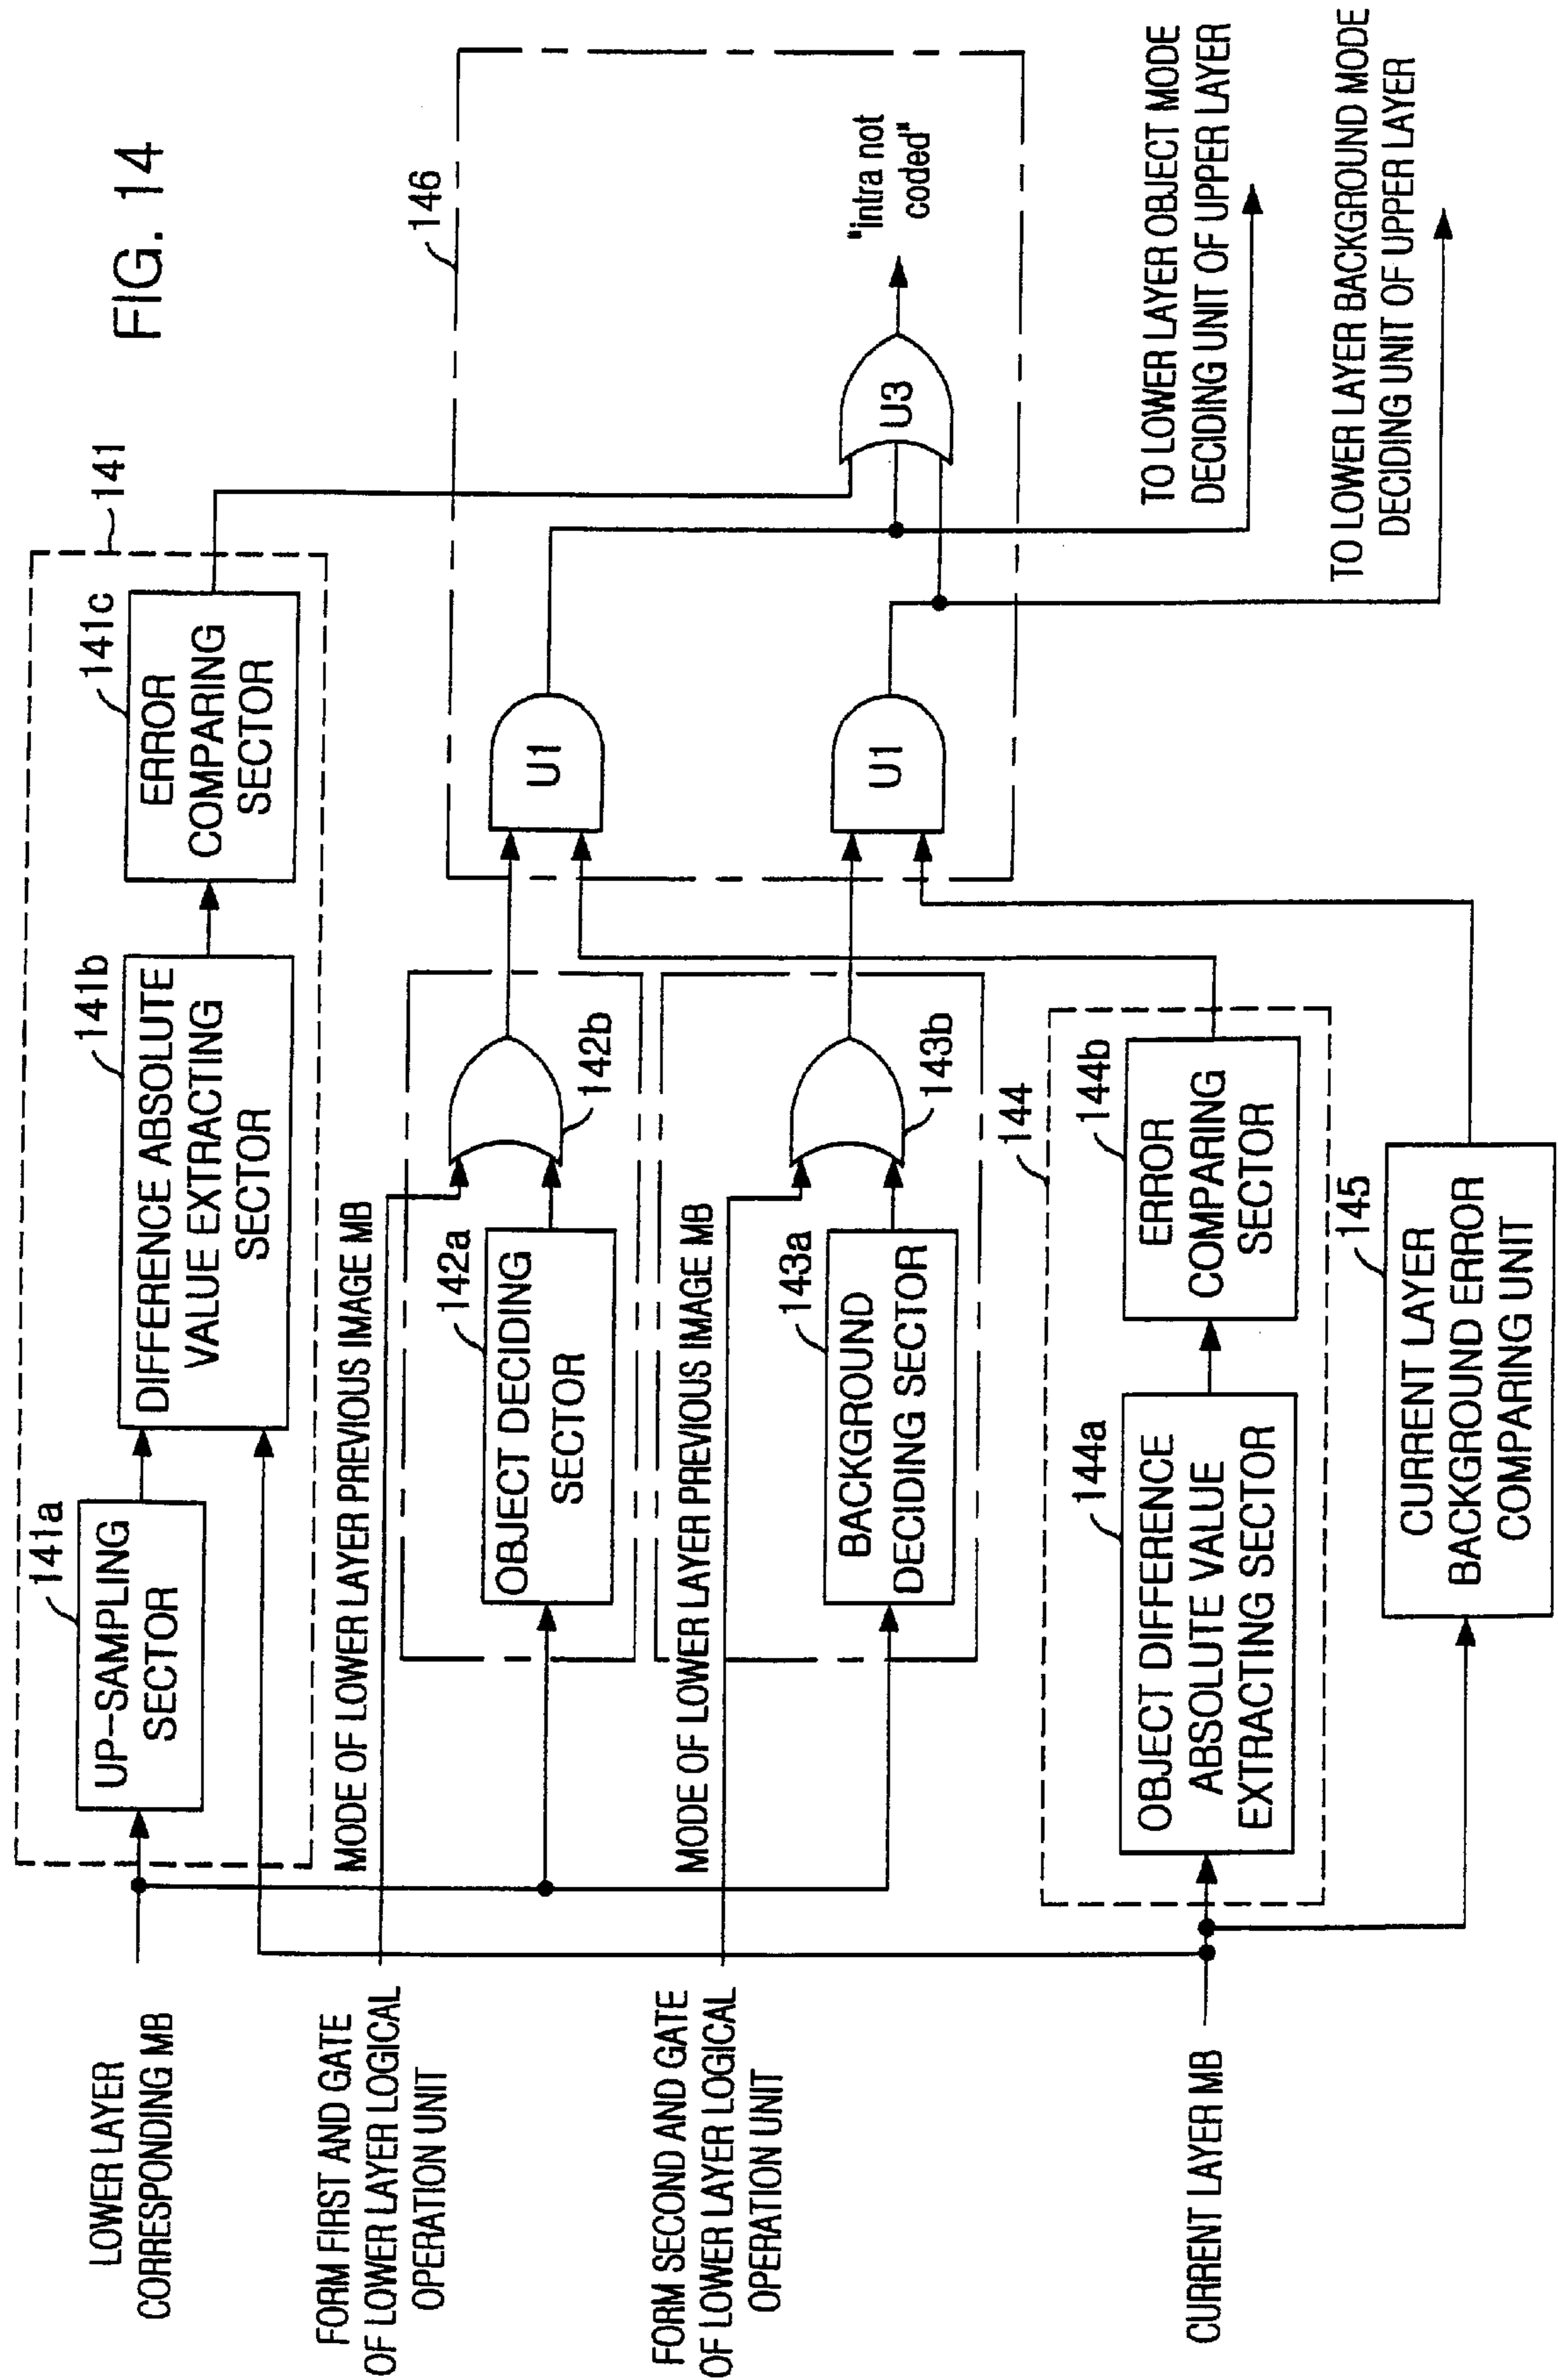 FIG. 14
141
141a
UP-SAMPLING
SECTOR
141b
DIFFERENCE ABSOLUTE
VALUE EXTRACTING
SECTOR
141c
ERROR
COMPARING
SECTOR
LOWER LAYER
CORRESPONDING MB
FORM FIRST AND GATE
OF LOWER LAYER LOGICAL
OPERATION UNIT
MODE OF LOWER LAYER PREVIOUS IMAGE MB
142a
OBJECT DECIDING
SECTOR
142b
FORM SECOND AND GATE
OF LOWER LAYER LOGICAL
OPERATION UNIT
MODE OF LOWER LAYER PREVIOUS IMAGE MB
143a
BACKGROUND
DECIDING SECTOR
143b
146
U1
U1
U3
"intra not
coded"
CURRENT LAYER MB
144
144a
OBJECT DIFFERENCE
ABSOLUTE VALUE
EXTRACTING SECTOR
144b
ERROR
COMPARING
SECTOR
145
CURRENT LAYER
BACKGROUND ERROR
COMPARING UNIT
TO LOWER LAYER OBJECT MODE
DECIDING UNIT OF UPPER LAYER
TO LOWER LAYER BACKGROUND MODE
DECIDING UNIT OF UPPER LAYER